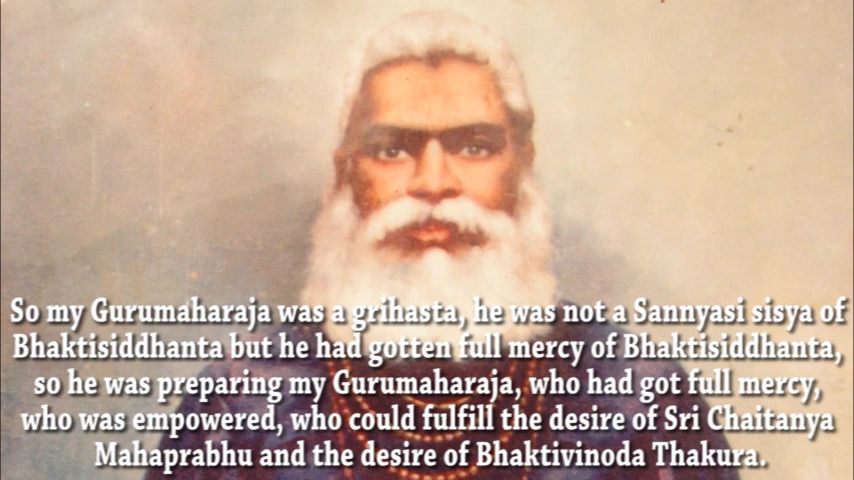 So my Gurumaharaja was a grihasta, he was not a Sannyasi sisya of
Bhaktisiddhanta but he had gotten full mercy of Bhaktisiddhanta,
so he was preparing my Gurumaharaja, who had got full mercy,
who was empowered, who could fulfill the desire of Sri Chaitanya
Mahaprabhu and the desire of Bhaktivinoda Thakura.